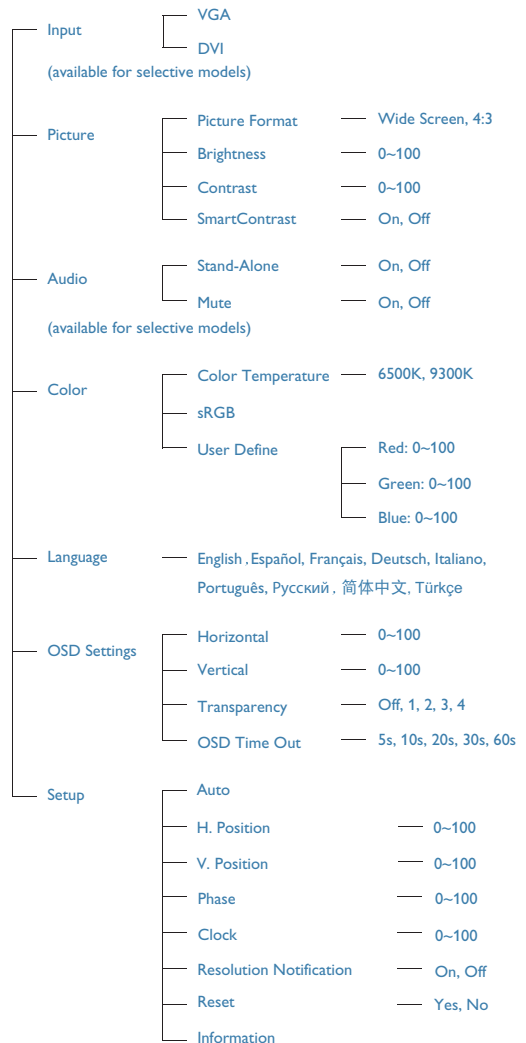 Input
VGA
DVI
(available for selective models)
Picture
Picture Format
Wide Screen, 4:3
Brightness
0~100
Contrast
0~100
SmartContrast
On, Off
Audio
Stand-Alone
On, Off
Mute
On, Off
(available for selective models)
Color
Color Temperature
6500K, 9300K
sRGB
User Define
Red: 0~100
Green: 0~100
Blue: 0~100
Language
English , Español, Français, Deutsch, Italiano,
Português, Русский , 简体中文, Türkçe
OSD Settings
Horizontal
0~100
Vertical
0~100
Transparency
Off, 1, 2, 3, 4
OSD Time Out
5s, 10s, 20s, 30s, 60s
Setup
Auto
H. Position
0~100
V. Position
0~100
Phase
0~100
Clock
0~100
Resolution Notification
On, Off
Reset
Yes, No
Information